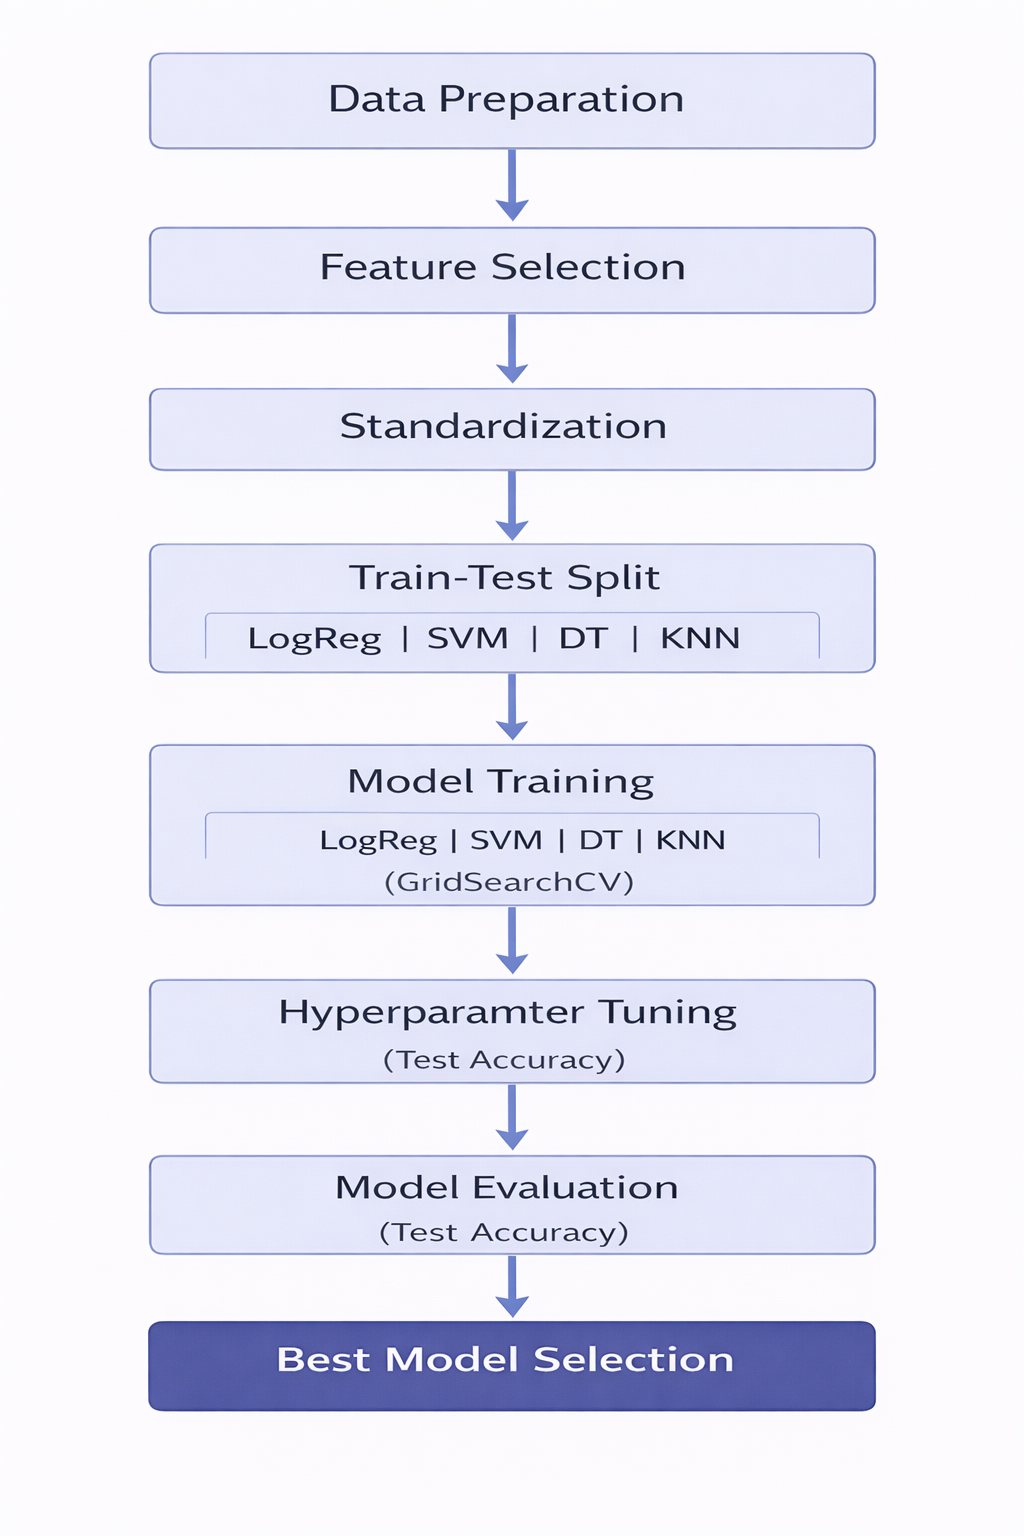 Data Preparation
Feature Selection
Standardization
Train-Test Split
LogReg | SVM | DT | KNN
Model Training
LogReg | SVM | DT | KNN
(GridSearchCV)
Hyperparamter Tuning
(Test Accuracy)
Model Evaluation
(Test Accuracy)
Best Model Selection